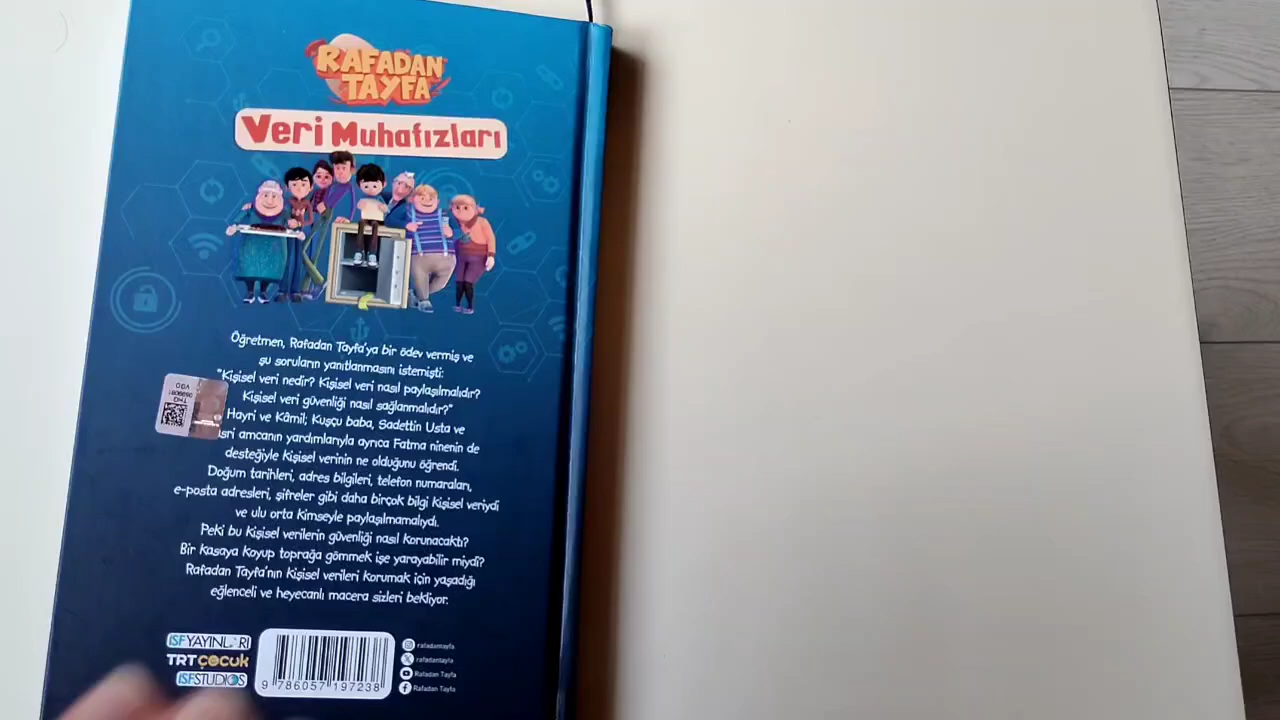 RAFADAN
TAYFA
Veri Muhafızları
Öğretmen, Rafadan Tayfa'ya bir ödev vermiş ve
şu soruların yanıtlanmasını istemişti:
"Kişisel veri nedir? Kişisel veri nasıl paylaşılmalıdır?
Kişisel veri güvenliği nasıl sağlanmalıdır?"
Hayri ve Kâmil; Kuşçu baba, Sadettin Usta ve
sri amcanın yardımlarıyla ayrıca Fatma ninenin de
desteğiyle kişisel verinin ne olduğunu öğrendi.
Doğum tarihleri, adres bilgileri, telefon numaraları,
e-posta adresleri, şifreler gibi daha birçok bilgi kişisel veriydi
ve ulu orta kimseyle paylaşılmamalıydı.
Peki bu kişisel verilerin güvenliği nasıl korunacaktı?
Bir kasaya koyup toprağa gömmek işe yarayabilir miydi?
Rafadan Tayfa'nın kişisel verileri korumak için yaşadığı
eğlenceli ve heyecanlı macera sizleri bekliyor.
İSF YAYINLARI
TRT çocuk
İSFSTUDIOS
9 786057 197238
rafadantayfa
rafadantayfa
Rafadan Tayfa
Rafadan Tayfa